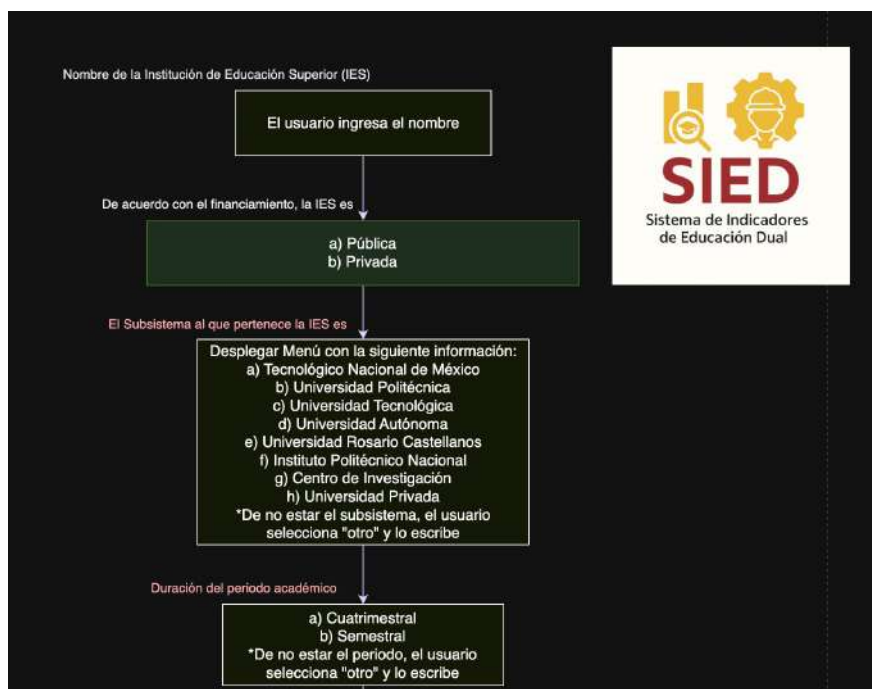 Nombre de la Institución de Educación Superior (IES)
El usuario ingresa el nombre
De acuerdo con el financiamiento, la IES es
a) Pública
b) Privada
SIED
Sistema de Indicadores
de Educación Dual
El Subsistema al que pertenece la IES es
Desplegar Menú con la siguiente información:
a) Tecnológico Nacional de México
b) Universidad Politécnica
c) Universidad Tecnológica
d) Universidad Autónoma
e) Universidad Rosario Castellanos
f) Instituto Politécnico Nacional
g) Centro de Investigación
h) Universidad Privada
*De no estar el subsistema, el usuario
selecciona "otro" y lo escribe
Duración del periodo académico
a) Cuatrimestral
b) Semestral
*De no estar el periodo, el usuario
selecciona "otro" y lo escribe